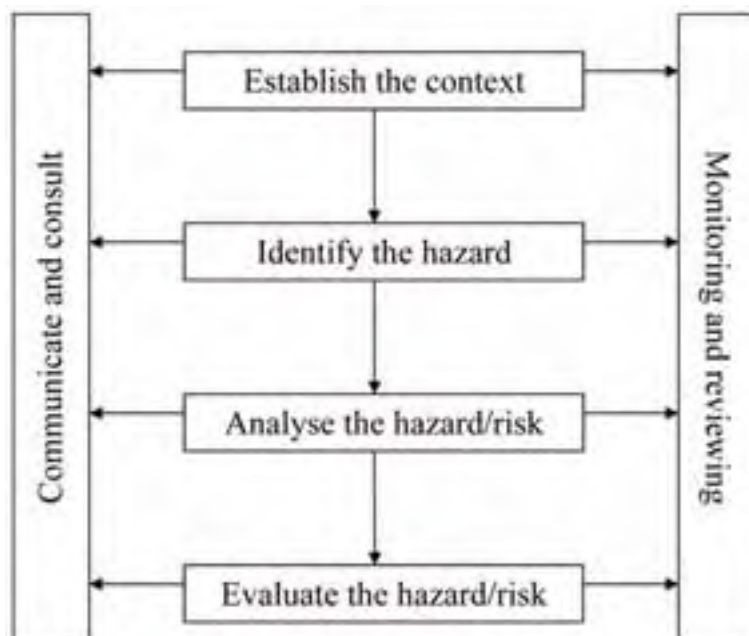 Communicate and consult
Establish the context
Identify the hazard
Analyse the hazard/risk
Evaluate the hazard/risk
Monitoring and reviewing